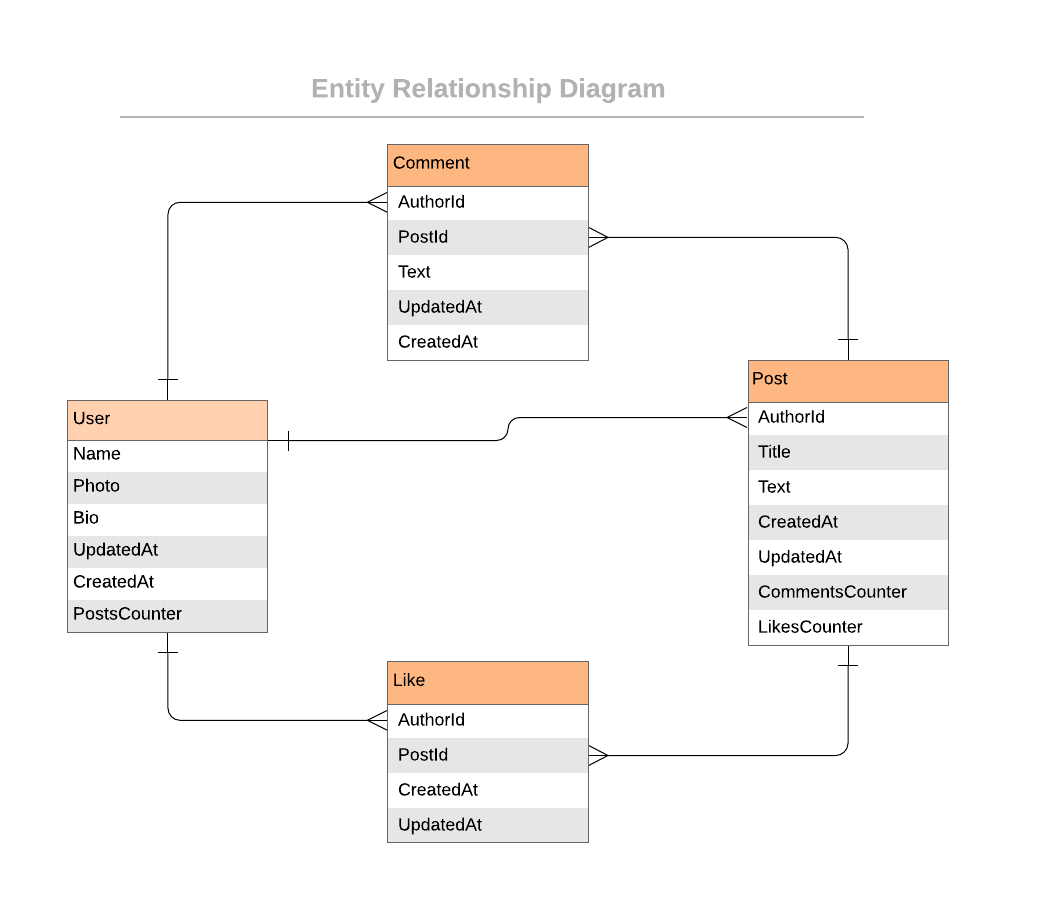 Entity Relationship Diagram
Comment
AuthorId
PostId
Text
UpdatedAt
CreatedAt
User
Name
Photo
Bio
UpdatedAt
CreatedAt
PostsCounter
Post
AuthorId
Title
Text
CreatedAt
UpdatedAt
CommentsCounter
LikesCounter
Like
AuthorId
PostId
CreatedAt
UpdatedAt